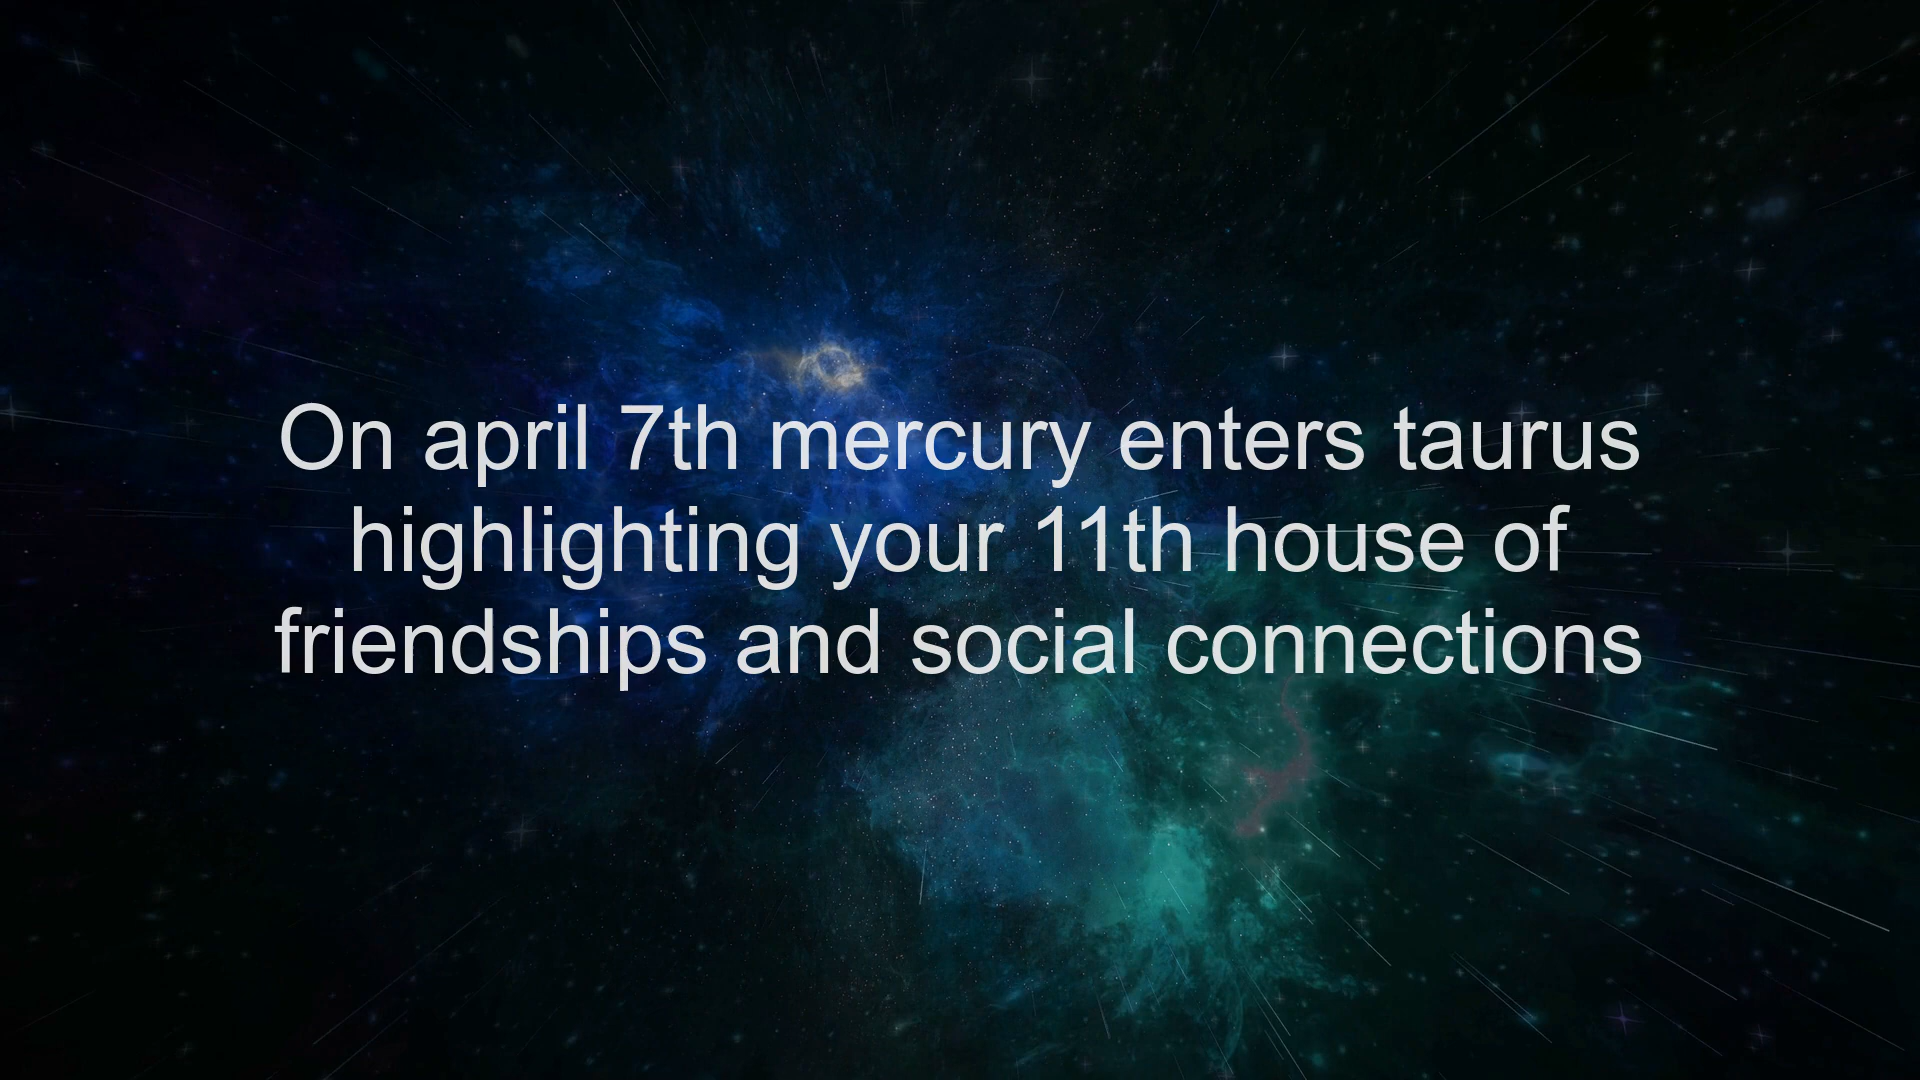 On april 7th mercury enters taurus
highlighting your 11th house of
friendships and social connections